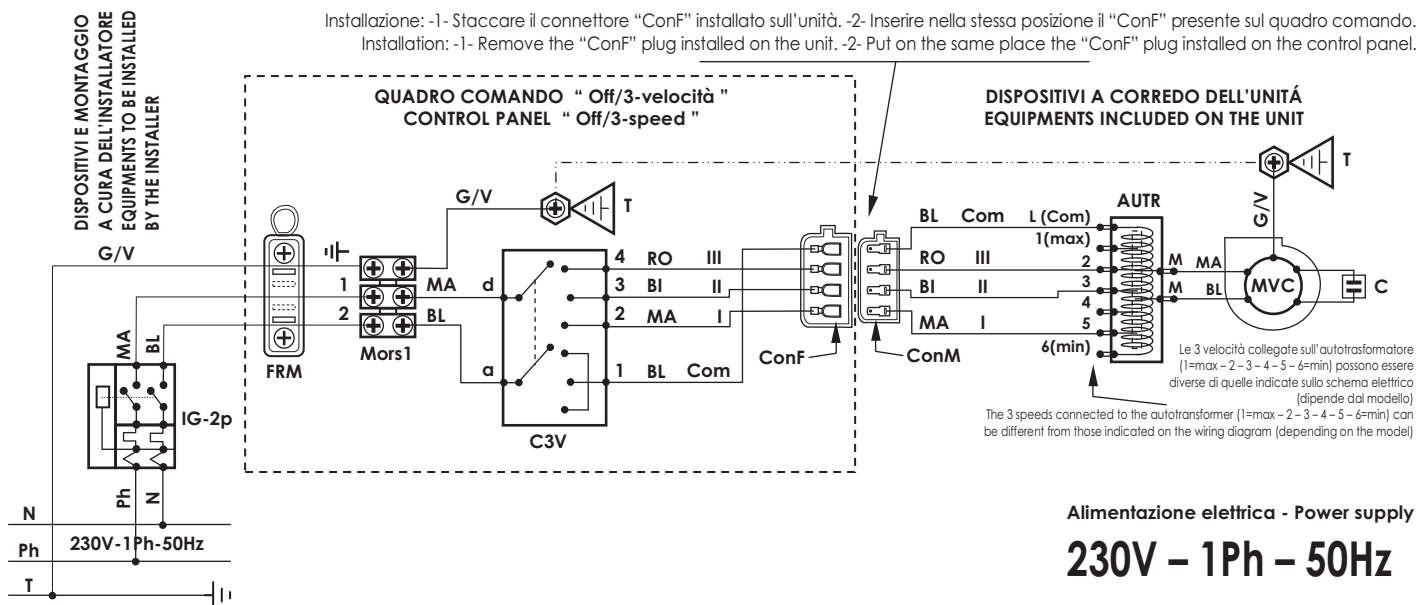 Installazione: -1- Staccare il connettore “ConF” installato sull’unità. -2- Inserire nella stessa posizione il “ConF” presente sul quadro comando.
Installation: -1- Remove the “ConF” plug installed on the unit. -2- Put on the same place the “ConF” plug installed on the control panel.
DISPOSITIVI E MONTAGGIO
A CURA DELL’INSTALLATORE
EQUIPMENTS TO BE INSTALLED
BY THE INSTALLER
QUADRO COMANDO “ Off/3-velocità ”
CONTROL PANEL “ Off/3-speed ”
DISPOSITIVI A CORREDO DELL’UNITÁ
EQUIPMENTS INCLUDED ON THE UNIT
T
G/V
T
G/V
G/V
FRM
1
2
Mors1
MA
BL
d
a
C3V
4 RO III
3 BI II
2 MA I
1 BL Com
ConF
ConM
BL Com L (Com)
1(max)
RO III 2
BI II 3
4
MA I 5
6(min)
AUTR
M MA
M BL
MVC
C
MA
BL
IG-2p
Ph
N
N
Ph 230V-1Ph-50Hz
T
Le 3 velocità collegate sull’autotrasformatore
(1=max – 2 – 3 – 4 – 5 – 6=min) possono essere
diverse di quelle indicate sullo schema elettrico
(dipende dal modello)
The 3 speeds connected to the autotransformer (1=max – 2 – 3 – 4 – 5 – 6=min) can
be different from those indicated on the wiring diagram (depending on the model)
Alimentazione elettrica - Power supply
230V – 1Ph – 50Hz